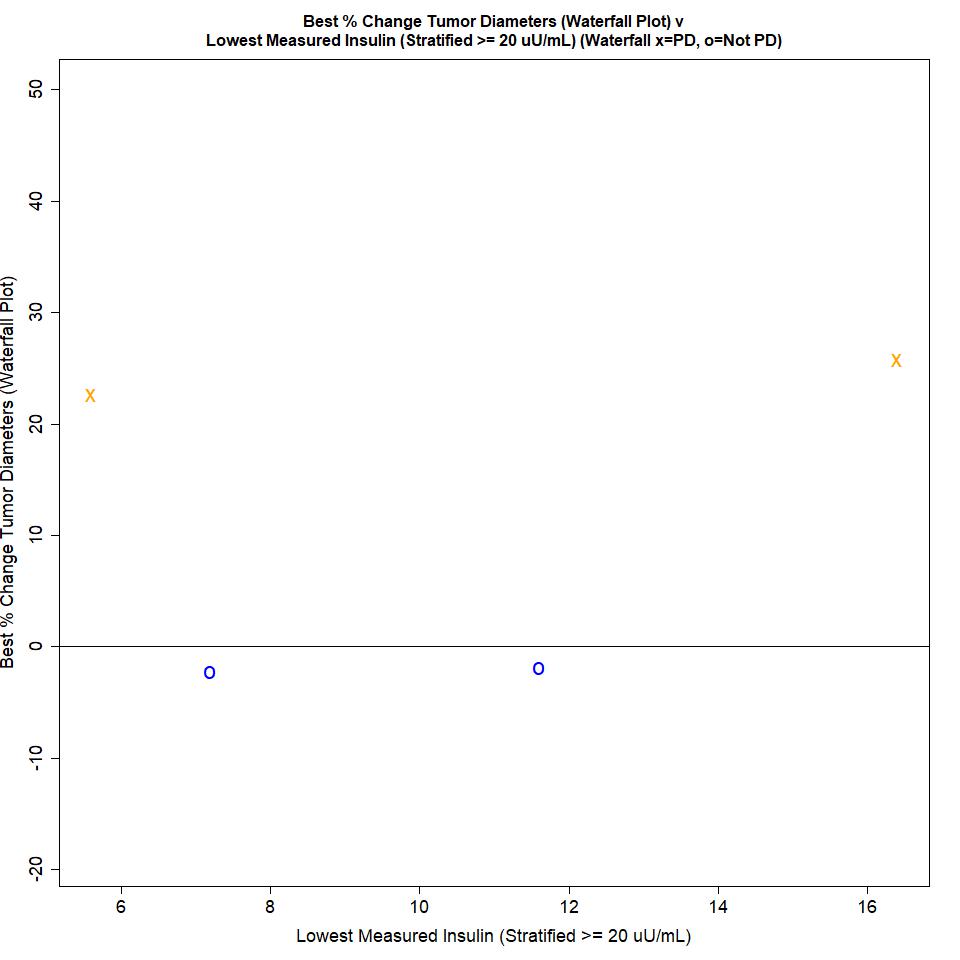 Best % Change Tumor Diameters (Waterfall Plot) v
Lowest Measured Insulin (Stratified >= 20 uU/mL) (Waterfall x=PD, o=Not PD)
Best % Change Tumor Diameters (Waterfall Plot)
50
40
30
20
10
0
-10
-20
x
x
o
o
6
8
10
12
14
16
Lowest Measured Insulin (Stratified >= 20 uU/mL)